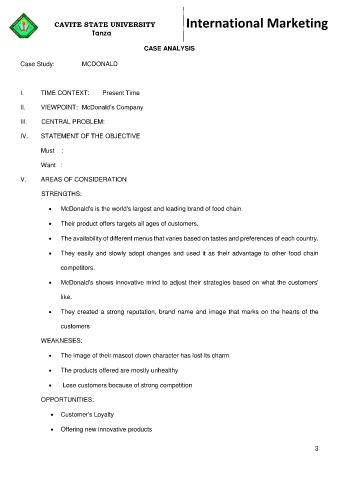 CAVITE STATE UNIVERSITY
Tanza
International Marketing
CASE ANALYSIS
Case Study: MCDONALD
I. TIME CONTEXT: Present Time
II. VIEWPOINT: McDonald's Company
III. CENTRAL PROBLEM:
IV. STATEMENT OF THE OBJECTIVE
Must :
Want :
V. AREAS OF CONSIDERATION
STRENGTHS:
• McDonald's is the world's largest and leading brand of food chain.
• Their product offers targets all ages of customers.
• The availability of different menus that varies based on tastes and preferences of each country.
• They easily and slowly adopt changes and used it as their advantage to other food chain
competitors.
• McDonald's shows innovative mind to adjust their strategies based on what the customers'
like.
• They created a strong reputation, brand name and image that marks on the hearts of the
customers
WEAKNESES:
• The image of their mascot clown character has lost its charm
• The products offered are mostly unhealthy
• Lose customers because of strong competition
OPPORTUNITIES:
• Customer's Loyalty
• Offering new innovative products
3